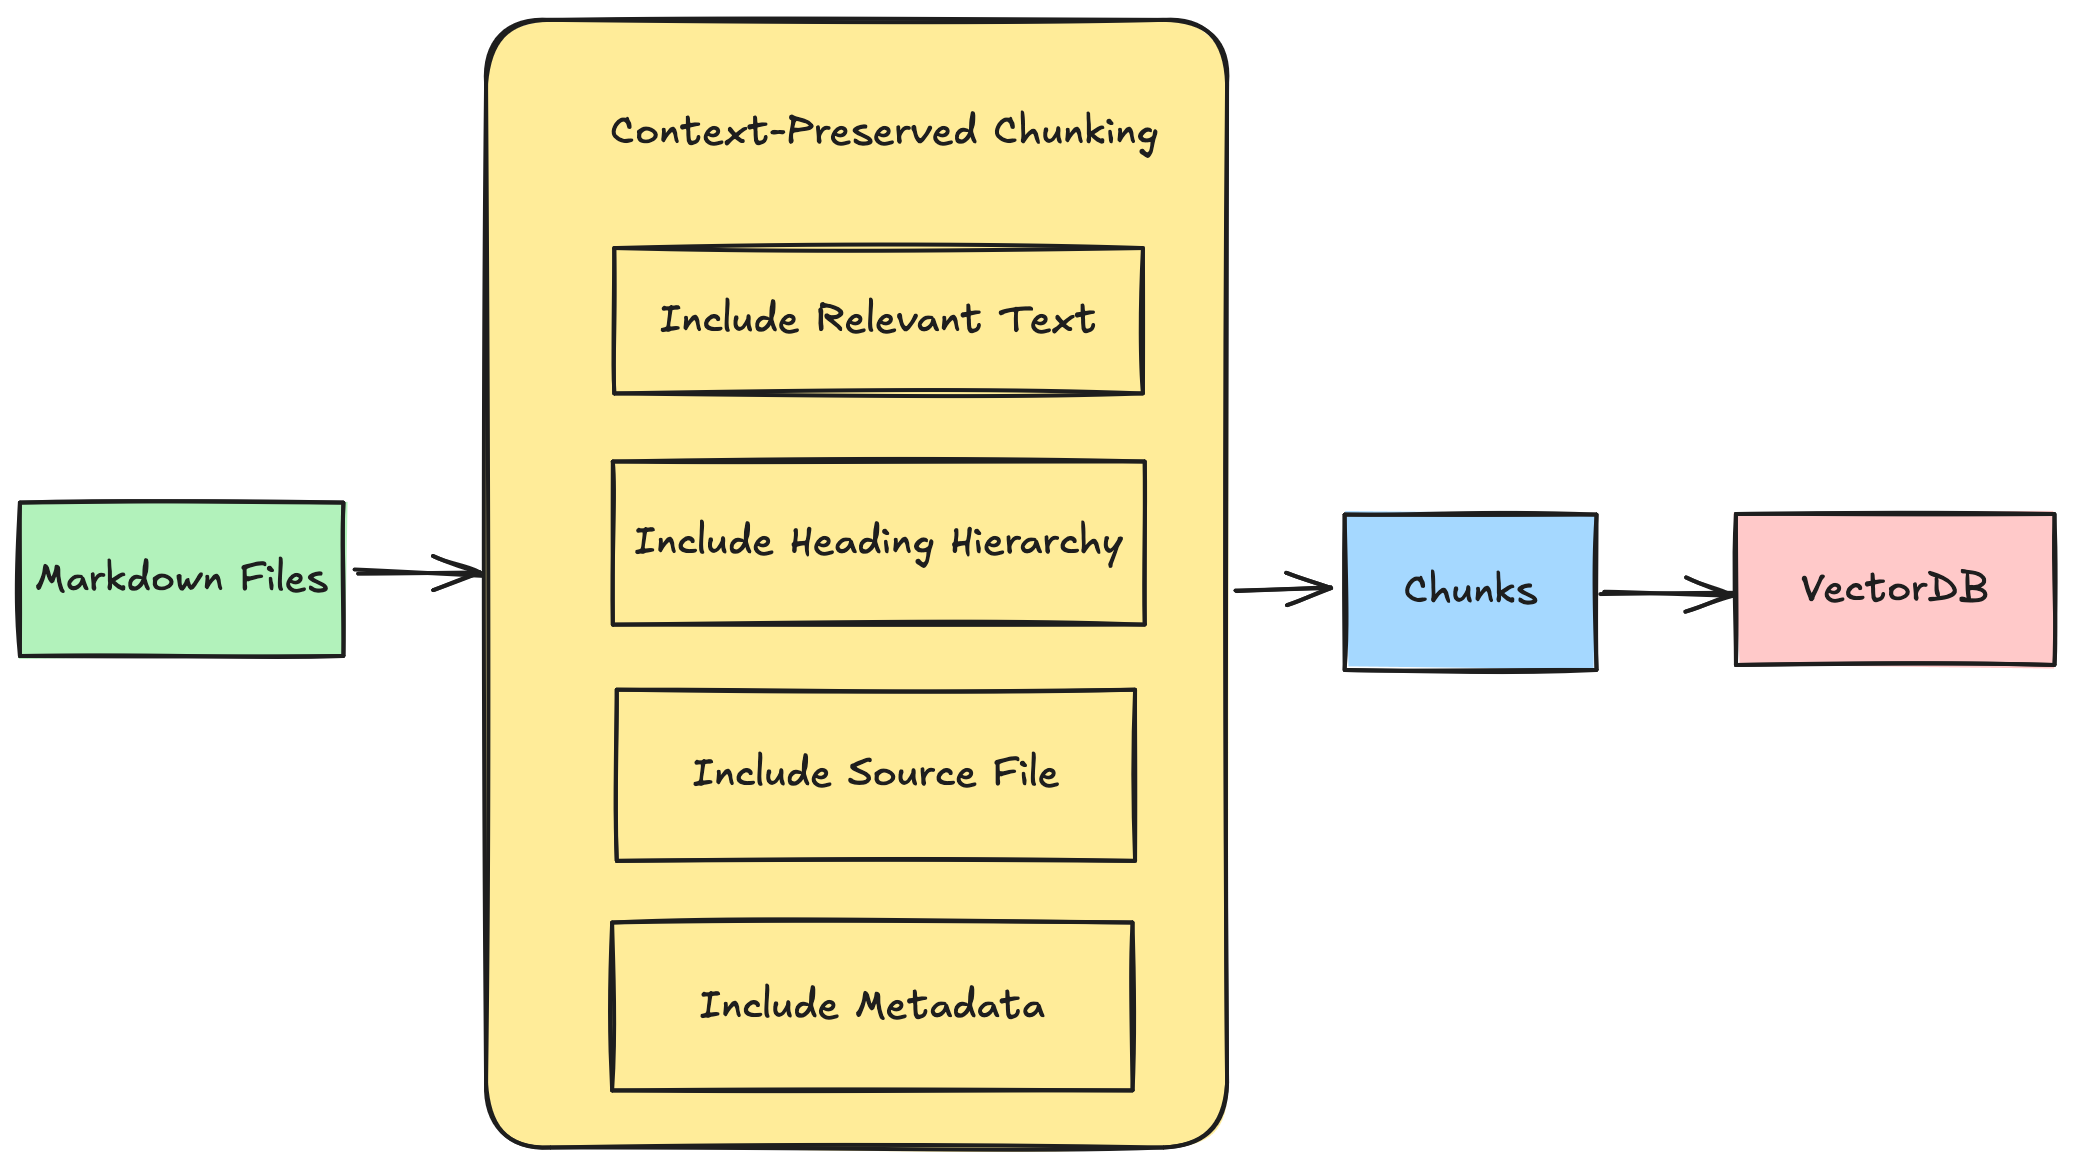 Context-Preserved Chunking
Include Relevant Text
Include Heading Hierarchy
Markdown Files
Chunks
VectorDB
Include Source File
Include Metadata